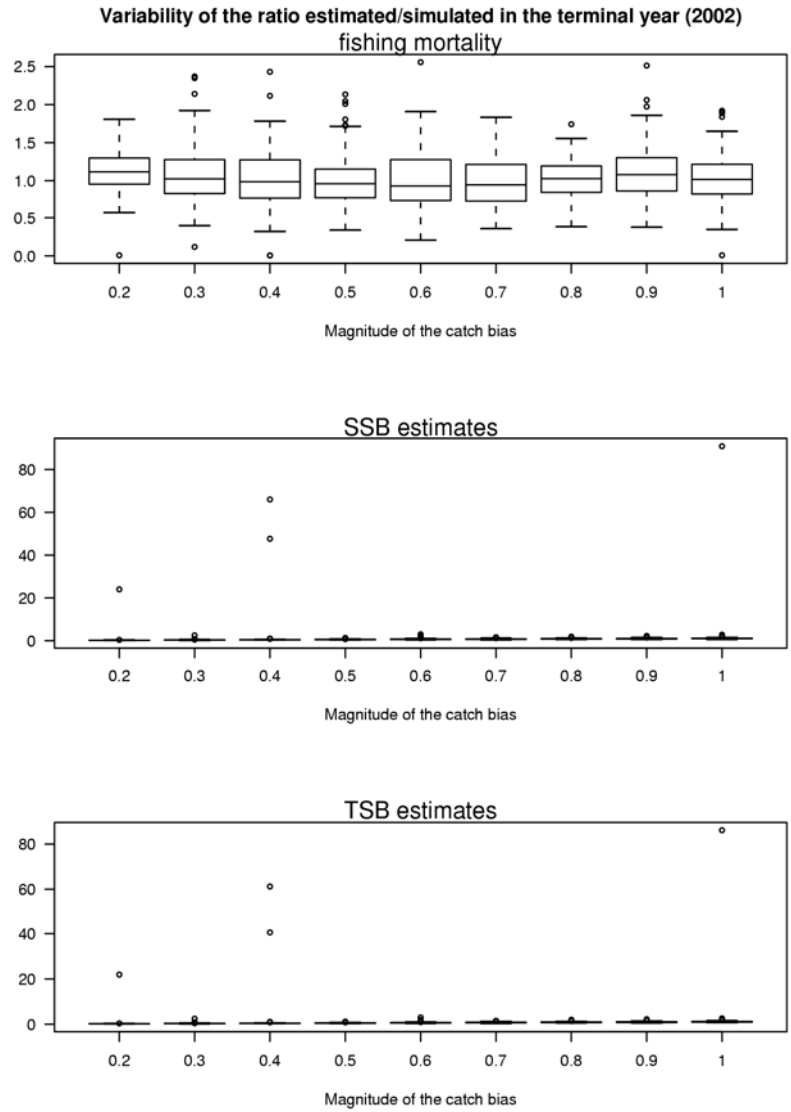 Variability of the ratio estimated/simulated in the terminal year (2002)
fishing mortality
2.5
2.0
1.5
1.0
0.5
0.0
0.2 0.3 0.4 0.5 0.6 0.7 0.8 0.9 1
Magnitude of the catch bias
SSB estimates
80
60
40
20
0
0.2 0.3 0.4 0.5 0.6 0.7 0.8 0.9 1
Magnitude of the catch bias
TSB estimates
80
60
40
20
0
0.2 0.3 0.4 0.5 0.6 0.7 0.8 0.9 1
Magnitude of the catch bias